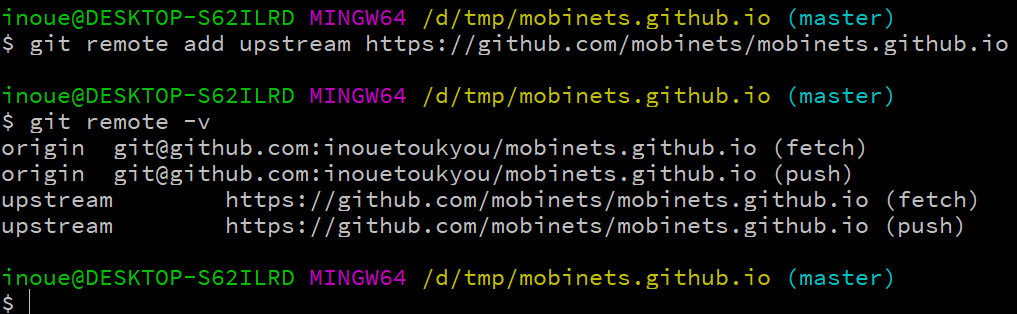 inoue@DESKTOP-S62ILRD MINGW64 /d/tmp/mobinets.github.io (master)
$ git remote add upstream https://github.com/mobinets/mobinets.github.io
inoue@DESKTOP-S62ILRD MINGW64 /d/tmp/mobinets.github.io (master)
$ git remote -v
origin  git@github.com:inouetoukyou/mobinets.github.io (fetch)
origin  git@github.com:inouetoukyou/mobinets.github.io (push)
upstream        https://github.com/mobinets/mobinets.github.io (fetch)
upstream        https://github.com/mobinets/mobinets.github.io (push)
inoue@DESKTOP-S62ILRD MINGW64 /d/tmp/mobinets.github.io (master)
$